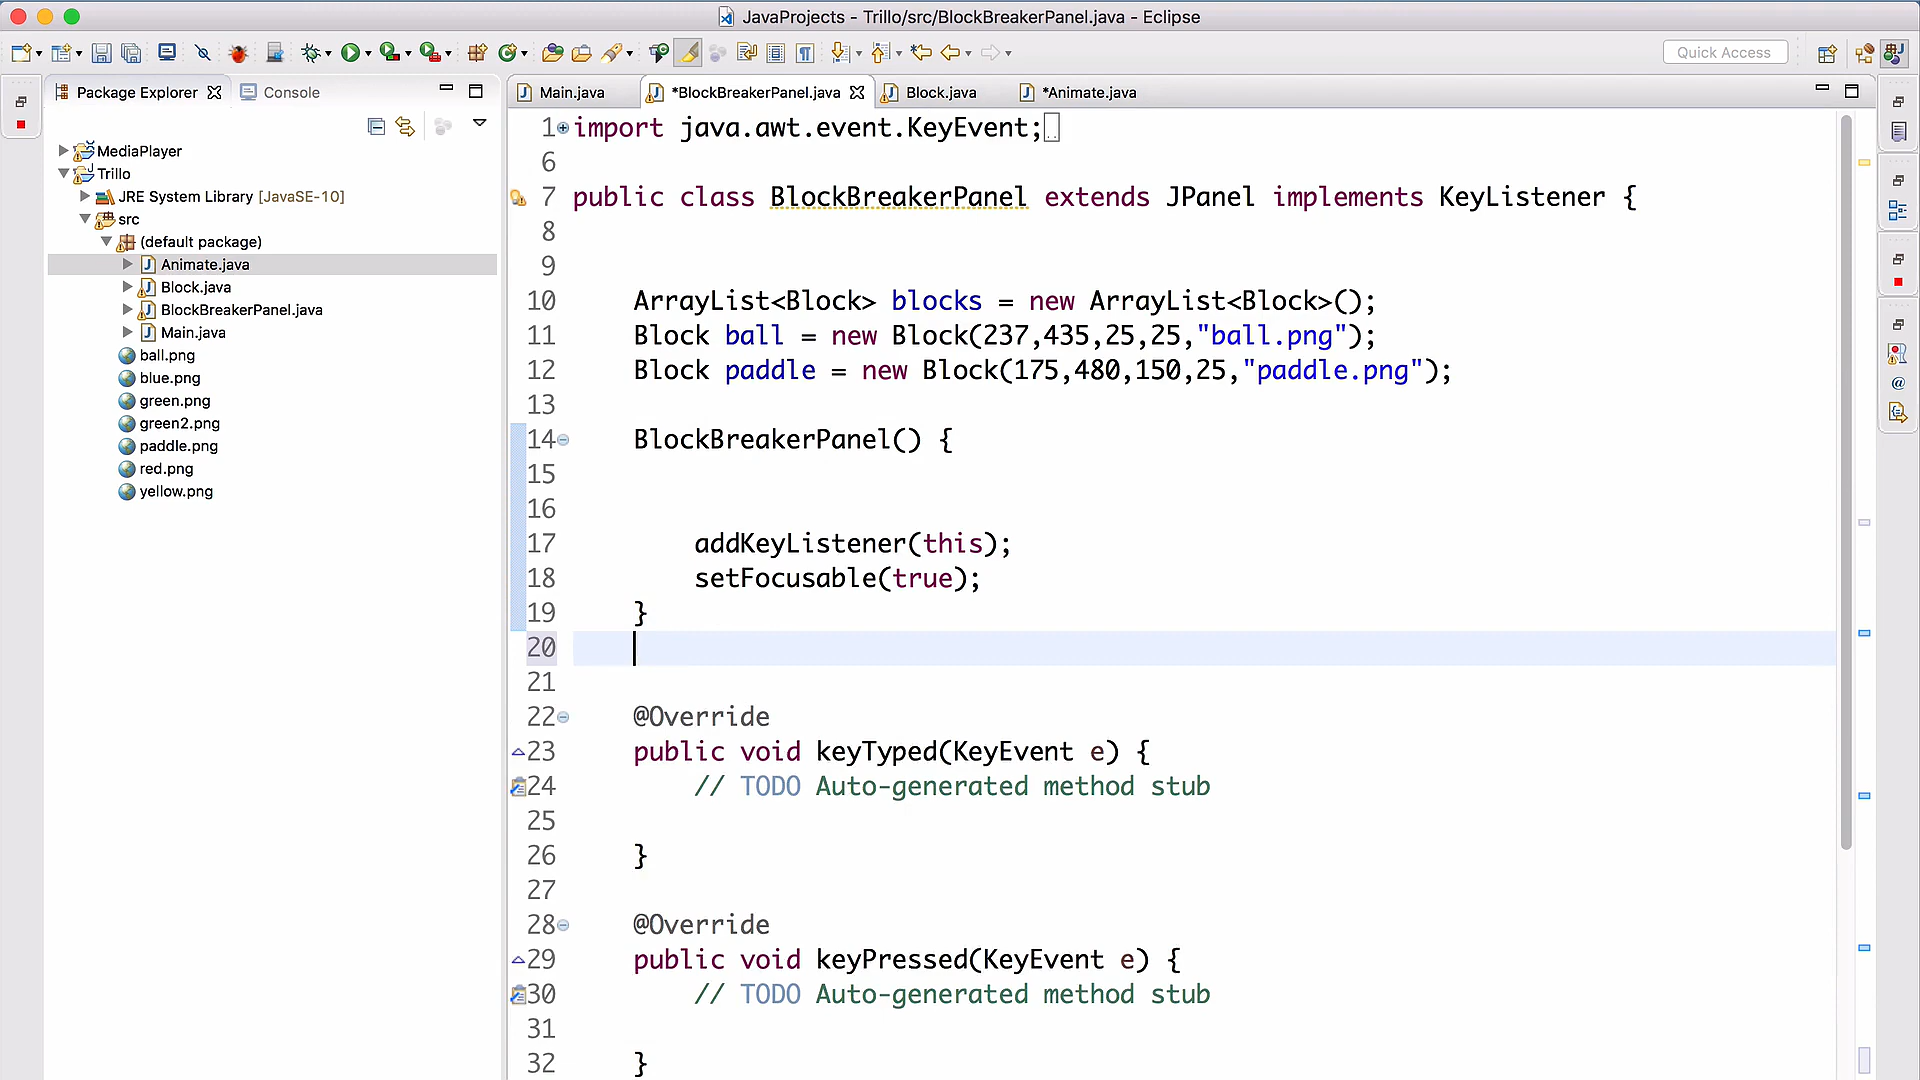 JavaProjects - Trillo/src/BlockBreakerPanel.java - Eclipse
Quick Access
Package Explorer
Console
MediaPlayer
Trillo
JRE System Library [JavaSE-10]
src
(default package)
Animate.java
Block.java
BlockBreakerPanel.java
Main.java
ball.png
blue.png
green.png
green2.png
paddle.png
red.png
yellow.png
Main.java
*BlockBreakerPanel.java
Block.java
*Animate.java
1 import java.awt.event.KeyEvent;
6
7 public class BlockBreakerPanel extends JPanel implements KeyListener {
8
9
10 ArrayList<Block> blocks = new ArrayList<Block>();
11 Block ball = new Block(237,435,25,25,"ball.png");
12 Block paddle = new Block(175,480,150,25,"paddle.png");
13
14 BlockBreakerPanel() {
15
16
17 addKeyListener(this);
18 setFocusable(true);
19 }
20
21
22 @Override
23 public void keyTyped(KeyEvent e) {
24 // TODO Auto-generated method stub
25
26 }
27
28 @Override
29 public void keyPressed(KeyEvent e) {
30 // TODO Auto-generated method stub
31
32 }